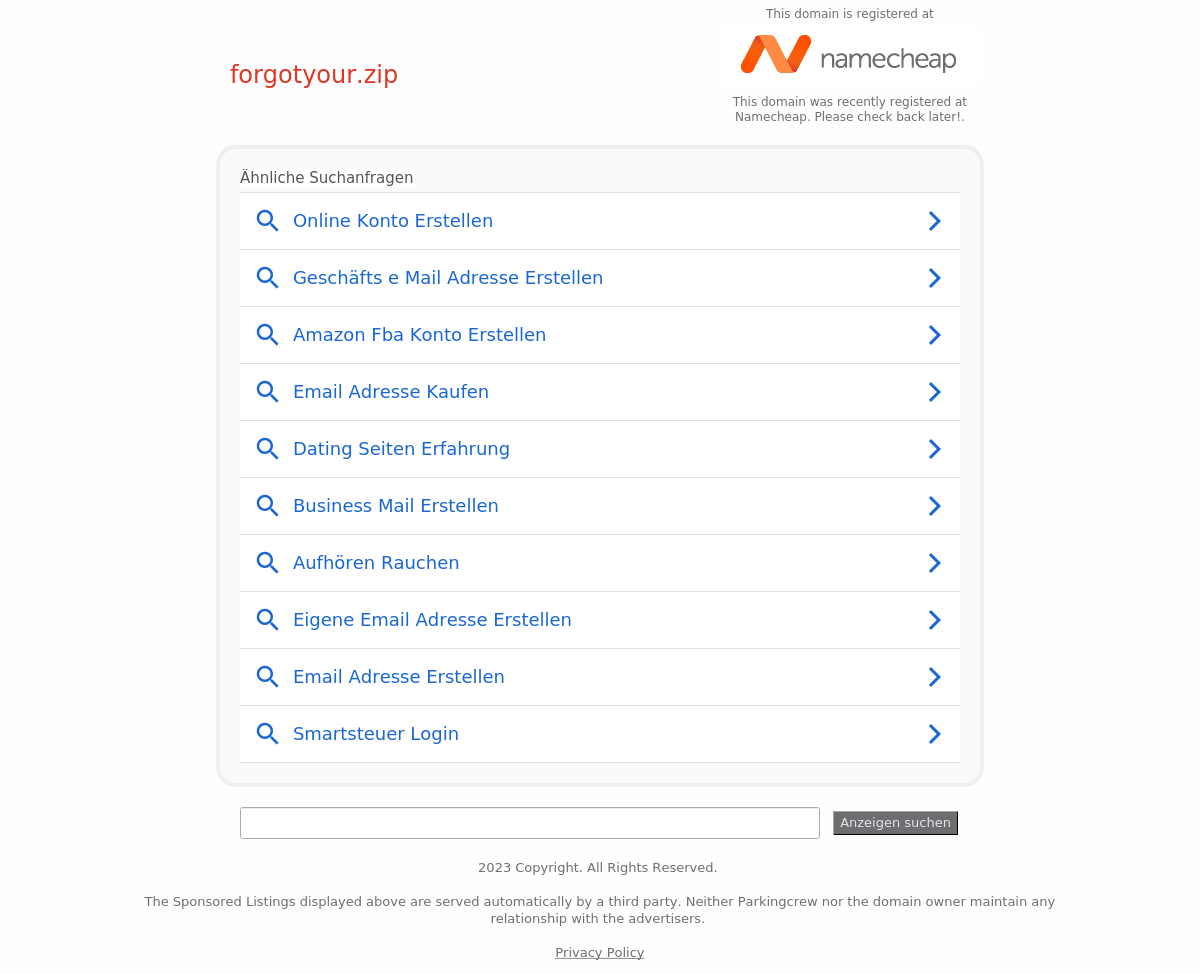 This domain is registered at
namecheap
forgotyour.zip
This domain was recently registered at
Namecheap. Please check back later!.
Ähnliche Suchanfragen
Online Konto Erstellen
Geschäfts e Mail Adresse Erstellen
Amazon Fba Konto Erstellen
Email Adresse Kaufen
Dating Seiten Erfahrung
Business Mail Erstellen
Aufhören Rauchen
Eigene Email Adresse Erstellen
Email Adresse Erstellen
Smartsteuer Login
Anzeigen suchen
2023 Copyright. All Rights Reserved.
The Sponsored Listings displayed above are served automatically by a third party. Neither Parkingcrew nor the domain owner maintain any
relationship with the advertisers.
Privacy Policy